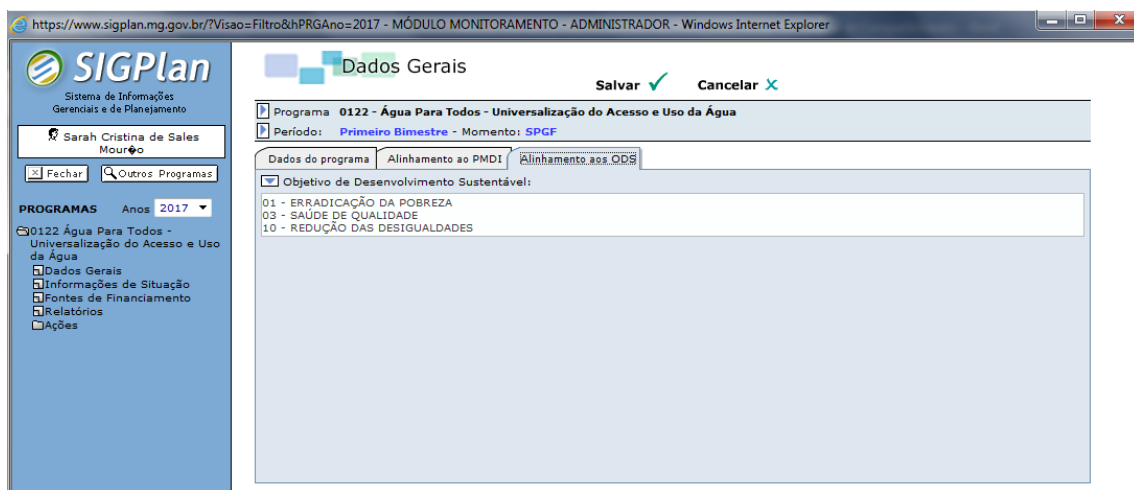 https://www.sigplan.mg.gov.br/?Visao=Filtro&hPRGAno=2017 - MÓDULO MONITORAMENTO - ADMINISTRADOR - Windows Internet Explorer
SIGPlan
Sistema de Informações
Gerenciais e de Planejamento
Sarah Cristina de Sales
Mour�o
Fechar
Outros Programas
PROGRAMAS Anos 2017
0122 Água Para Todos -
Universalização do Acesso e Uso
da Água
Dados Gerais
Informações de Situação
Fontes de Financiamento
Relatórios
Ações
Dados Gerais
Salvar Cancelar X
Programa 0122 - Água Para Todos - Universalização do Acesso e Uso da Água
Período: Primeiro Bimestre - Momento: SPGF
Dados do programa Alinhamento ao PMDI Alinhamento aos ODS
Objetivo de Desenvolvimento Sustentável:
01 - ERRADICAÇÃO DA POBREZA
03 - SAÚDE DE QUALIDADE
10 - REDUÇÃO DAS DESIGUALDADES